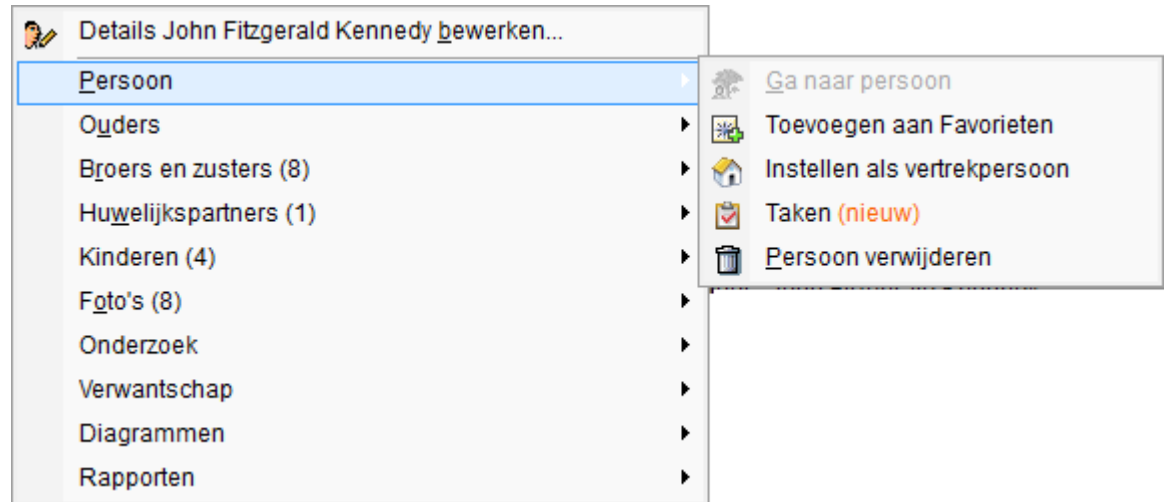 Details John Fitzgerald Kennedy bewerken...
Persoon
Ouders
Broers en zusters (8)
Huwelijkspartners (1)
Kinderen (4)
Foto's (8)
Onderzoek
Verwantschap
Diagrammen
Rapporten
Ga naar persoon
Toevoegen aan Favorieten
Instellen als vertrekpersoon
Taken (nieuw)
Persoon verwijderen